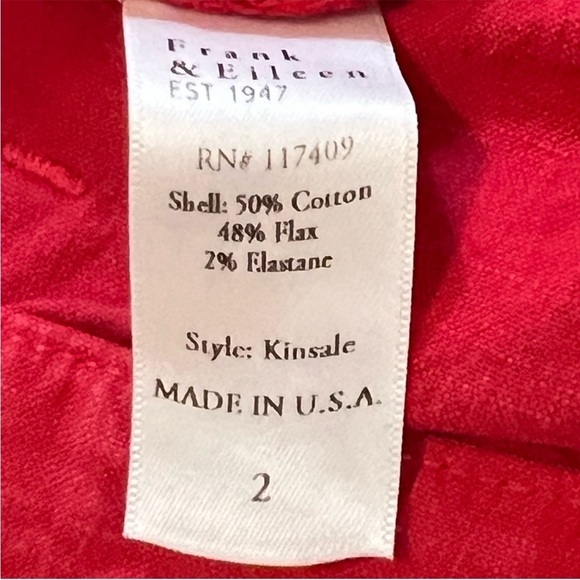 Frank
& Eileen
EST 1947
RN# 117409
Shell: 50% Cotton
48% Flax
2% Elastane
Style: Kinsale
MADE IN U.S.A.
2